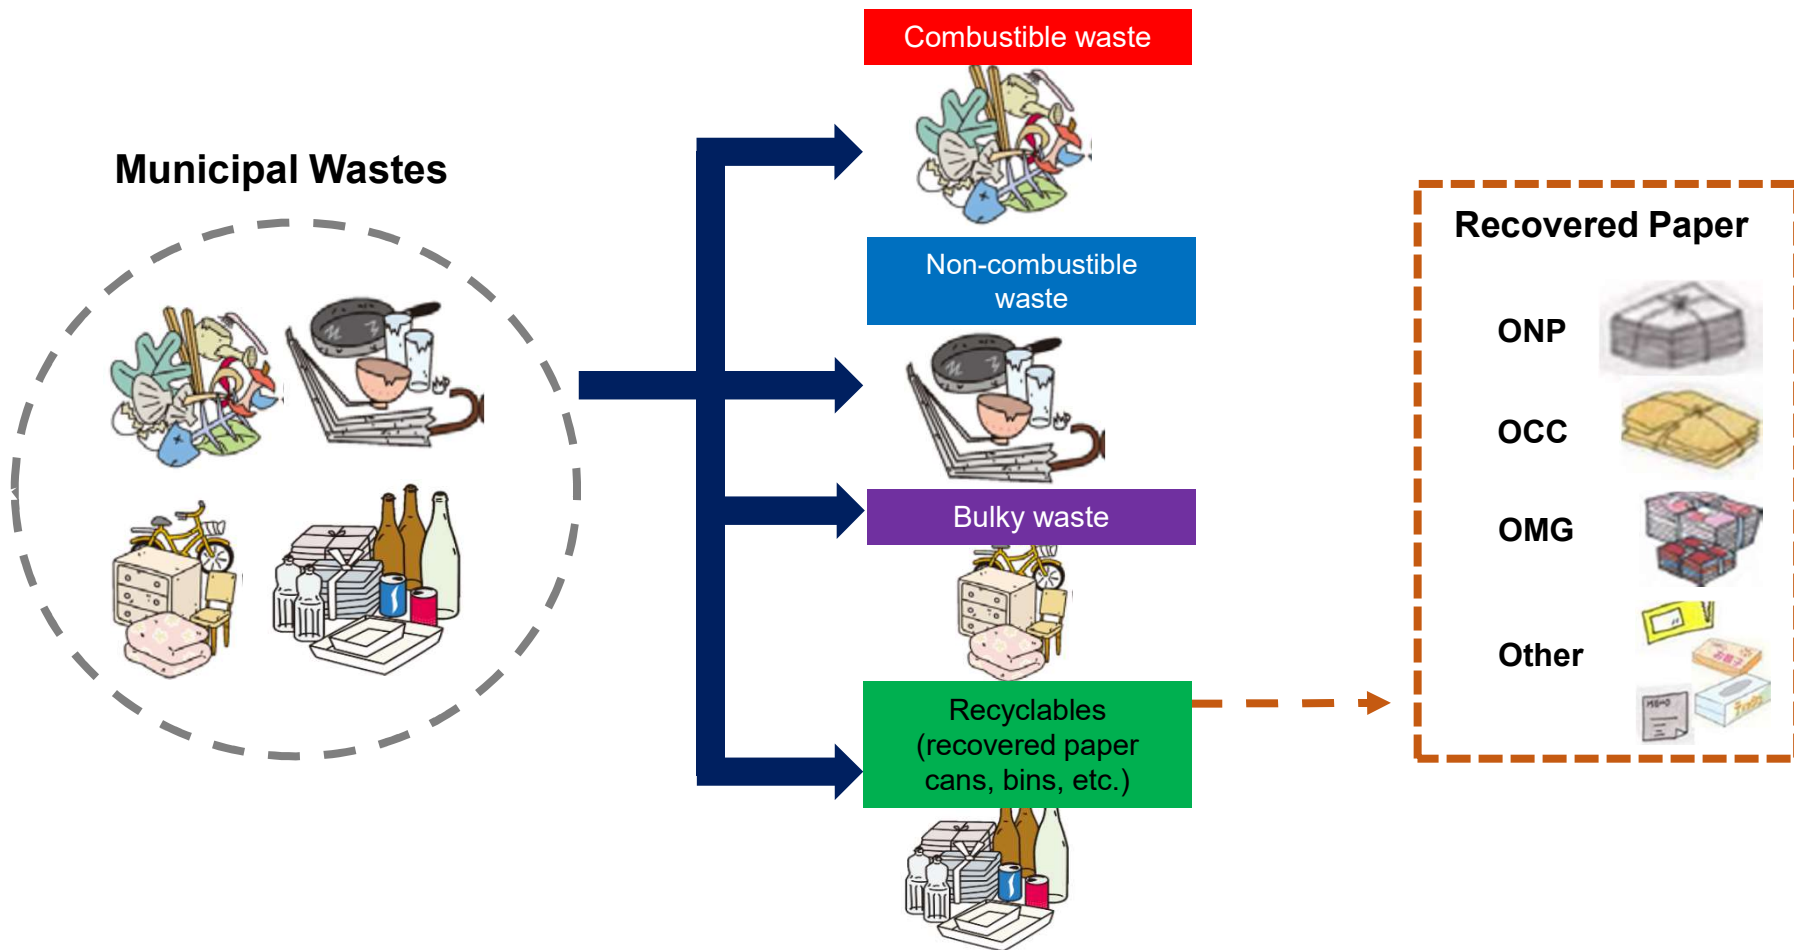 Municipal Wastes
Combustible waste
Non-combustible
waste
Bulky waste
Recyclables
(recovered paper
cans, bins, etc.)
Recovered Paper
ONP
OCC
OMG
Other